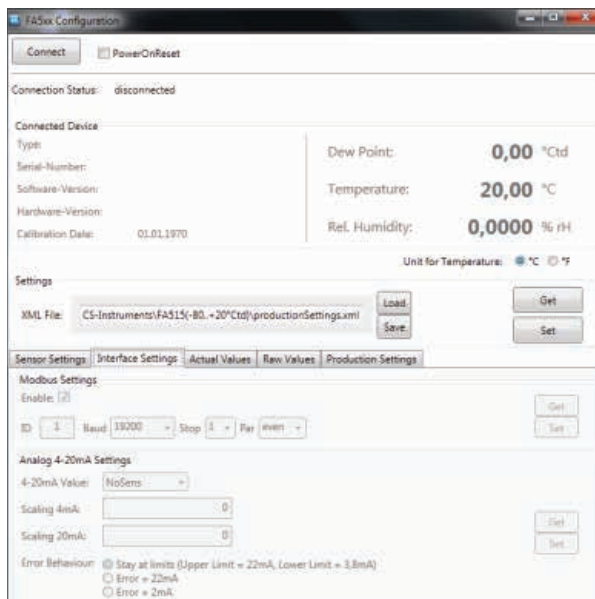 FA5xx Configuration
Connect PowerOnReset
Connection Status: disconnected
Connected Device
Type:
Serial-Number:
Software-Version:
Hardware-Version:
Calibration Date: 01.01.1970
Dew Point: 0,00 °Ctd
Temperature: 20,00 °C
Rel. Humidity: 0,0000 % rH
Unit for Temperature: °C °F
Settings
XML File: CS-Instruments\FA515(-80..+20°Ctd)\productionSettings.xml
Load
Save
Get
Set
Sensor Settings Interface Settings Actual Values Raw Values Production Settings
Modbus Settings
Enable:
ID 1 Baud 19200 Stop 1 Par even
Get
Set
Analog 4-20mA Settings
4-20mA Value: NoSens
Scaling 4mA: 0
Scaling 20mA: 0
Get
Set
Error Behaviour: Stay at limits (Upper Limit = 22mA, Lower Limit = 3,8mA)
Error = 22mA
Error = 2mA